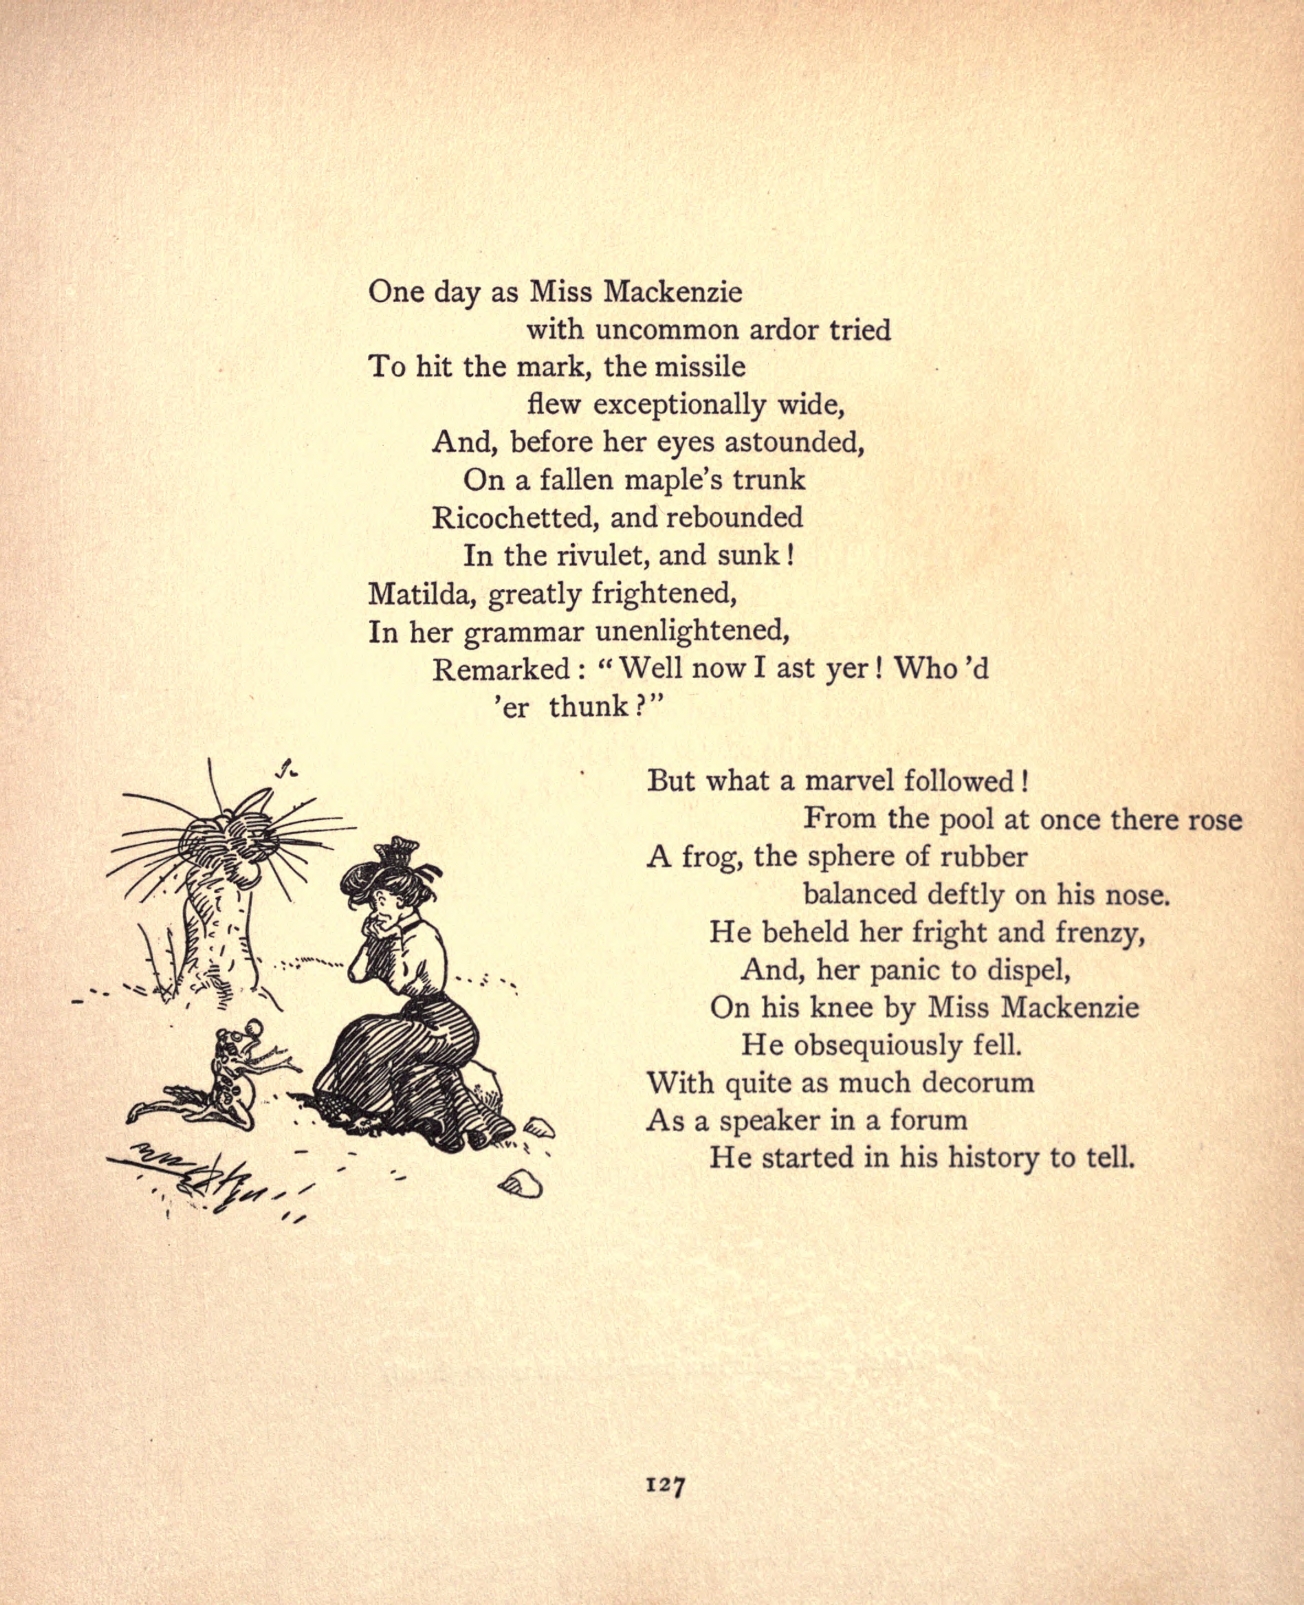 One day as Miss Mackenzie
with uncommon ardor tried
To hit the mark, the missile
flew exceptionally wide,
And, before her eyes astounded,
On a fallen maple's trunk
Ricochetted, and rebounded
In the rivulet, and sunk!
Matilda, greatly frightened,
In her grammar unenlightened,
Remarked: “Well now I ast yer! Who 'd
'er thunk?”
But what a marvel followed!
From the pool at once there rose
A frog, the sphere of rubber
balanced deftly on his nose.
He beheld her fright and frenzy,
And, her panic to dispel,
On his knee by Miss Mackenzie
He obsequiously fell.
With quite as much decorum
As a speaker in a forum
He started in his history to tell.
127